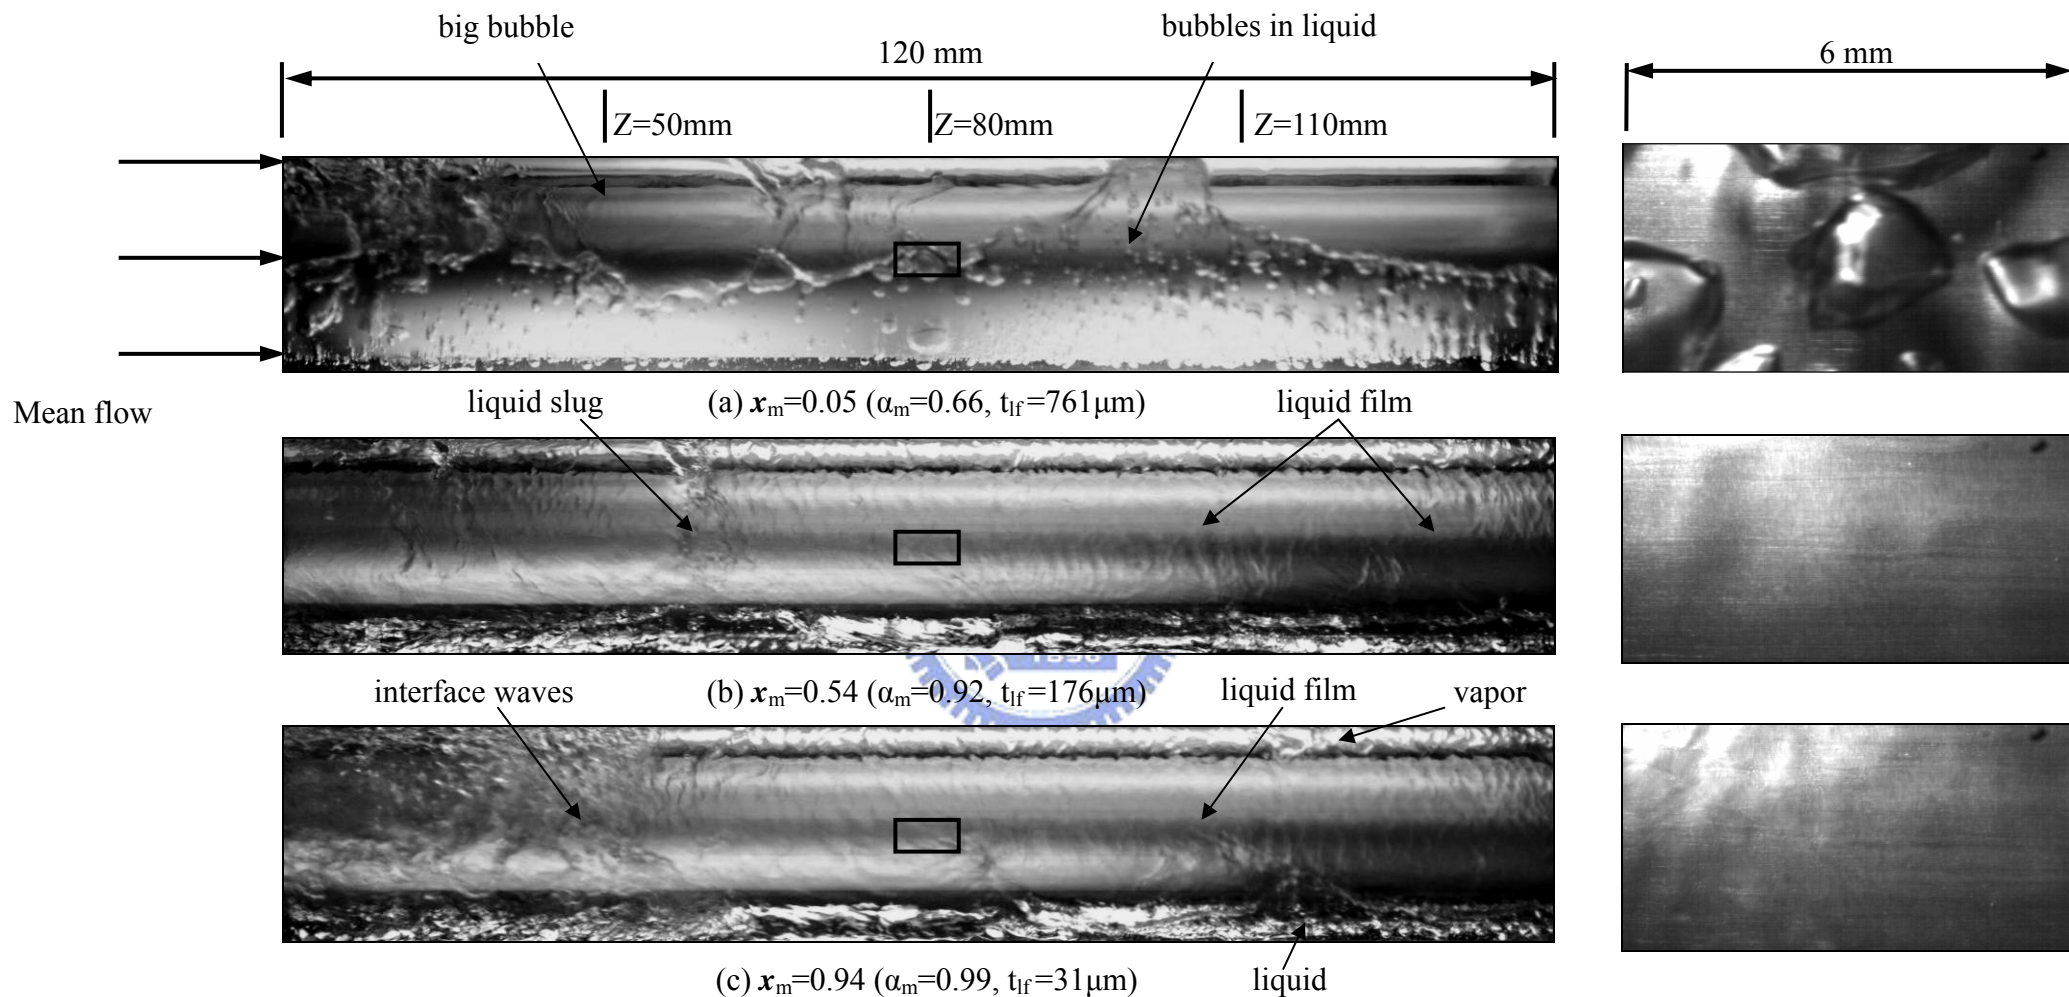 big bubble
bubbles in liquid
120 mm
6 mm
Z=50mm
Z=80mm
Z=110mm
Mean flow
liquid slug
(a) xₘ=0.05 (αₘ=0.66, tₗf=761μm)
liquid film
1896
interface waves
(b) xₘ=0.54 (αₘ=0.92, tₗf=176μm)
liquid film
vapor
(c) xₘ=0.94 (αₘ=0.99, tₗf=31μm)
liquid